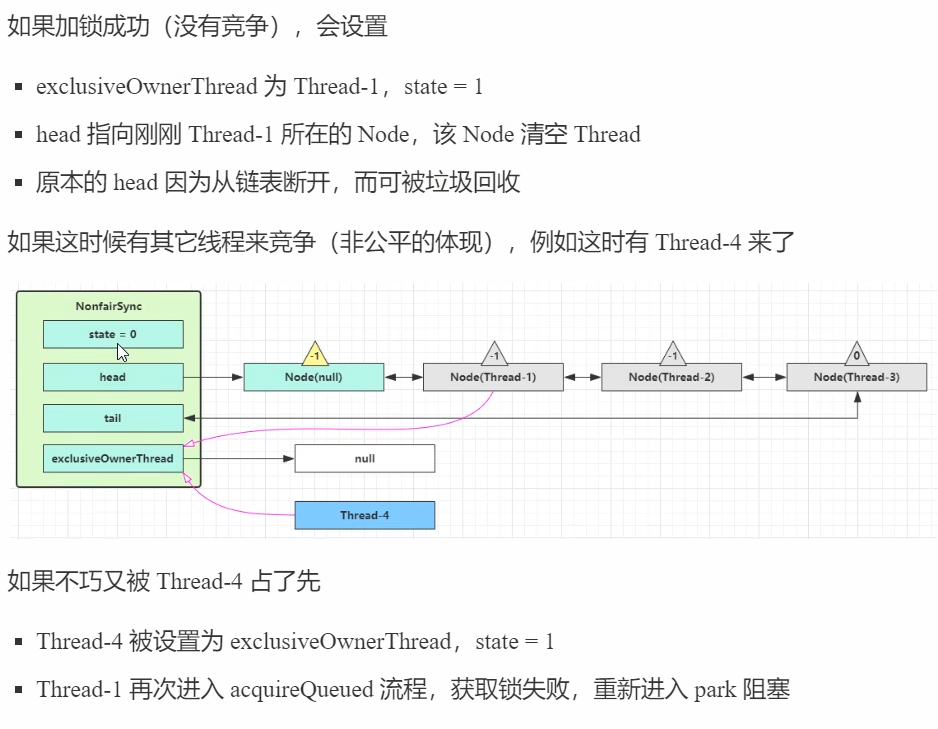 如果加锁成功（没有竞争），会设置
▪ exclusiveOwnerThread 为 Thread-1，state = 1
▪ head 指向刚刚 Thread-1 所在的 Node，该 Node 清空 Thread
▪ 原本的 head 因为从链表断开，而可被垃圾回收
如果这时候有其它线程来竞争（非公平的体现），例如这时有 Thread-4 来了
NonfairSync
state = 0
-1 -1 -1 0
head Node(null) Node(Thread-1) Node(Thread-2) Node(Thread-3)
tail
exclusiveOwnerThread null
Thread-4
如果不巧又被 Thread-4 占了先
▪ Thread-4 被设置为 exclusiveOwnerThread，state = 1
▪ Thread-1 再次进入 acquireQueued 流程，获取锁失败，重新进入 park 阻塞